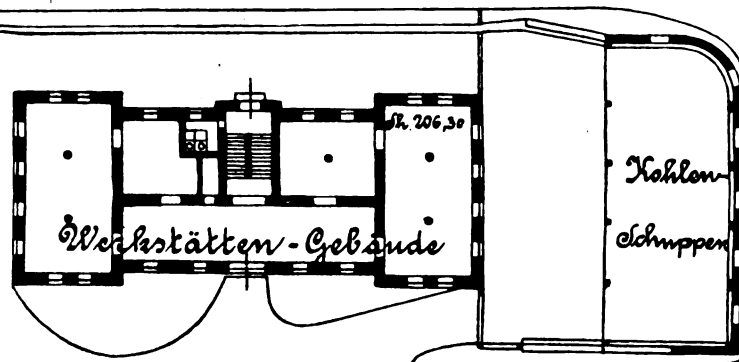 Sh. 206,30
Kohlen-
Schuppen
Werkstätten-Gebäude